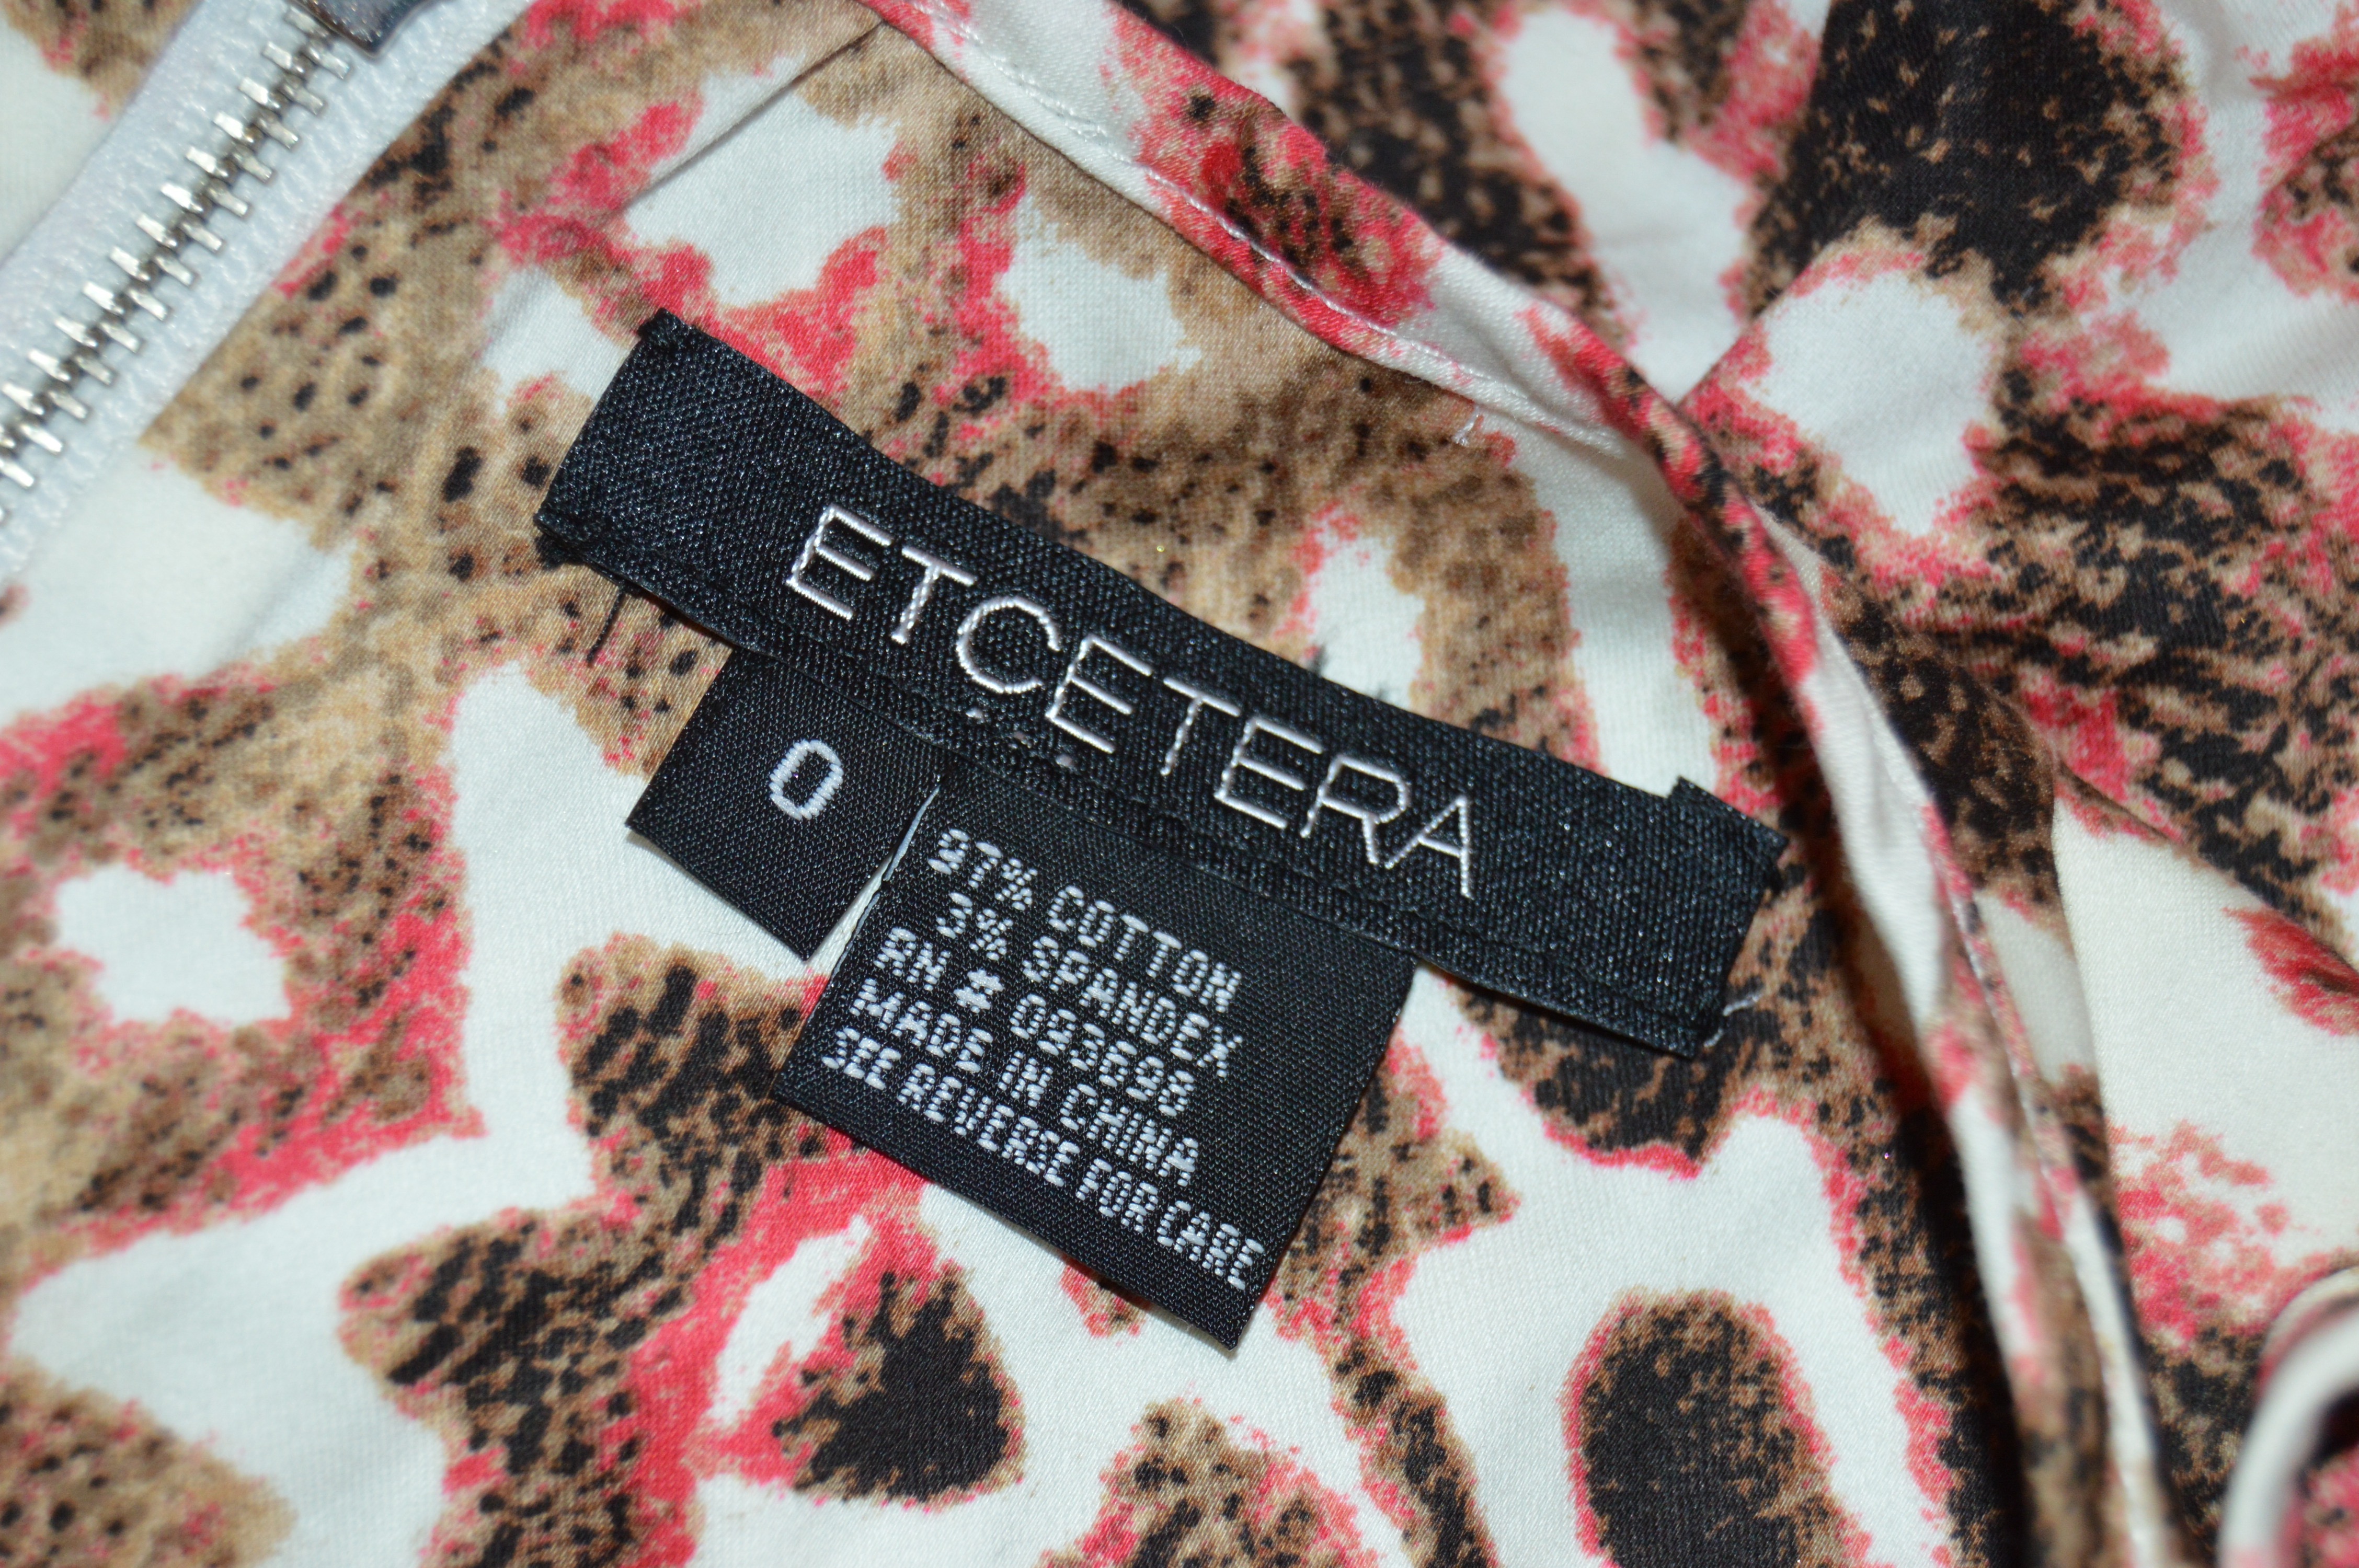 ETCETERA
0
97% COTTON
3% SPANDEX
RN # 093698
MADE IN CHINA
SEE REVERSE FOR CARE